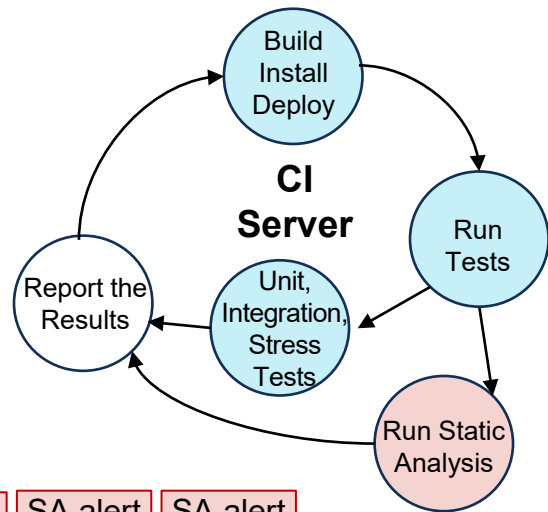 Build
Install
Deploy
CI
Server
Run
Tests
Unit,
Integration,
Stress
Tests
Report the
Results
Run Static
Analysis
SA alert
SA alert